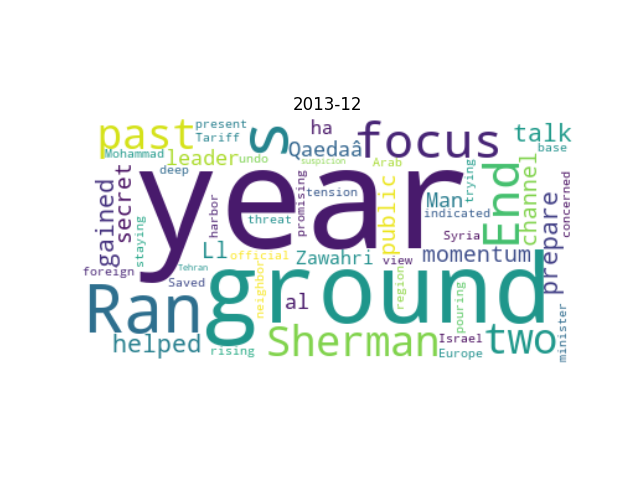 2013-12
past
present
Tariff
s
ha
focus
talk
base
Mohammad
leader
undo
Qaedaâ
suspicion
Arab
deep
year
gained
secret
staying
harbor
threat
promising
tension
public
Man
indicated
trying
End
channel
prepare
concerned
Syria
Ll
official
Zawahri
view
momentum
foreign
Tehran
Saved
neighbor
al
region
pouring
Ran
ground
helped
rising
Sherman
Israel
Europe
two
minister